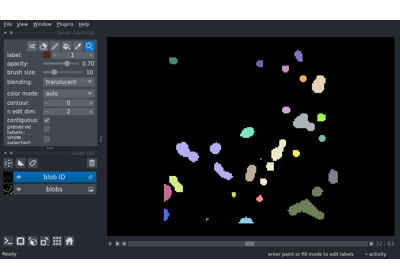 File View Window Plugins Help
layer controls
label: - 1 +
opacity: 0.70
brush size: 10
blending: translucent
color mode: auto
contour: - 0 +
n edit dim: - 2 +
contiguous: ✓
preserve labels:
show selected:
layer list
blob ID
blobs
0 32 63
Ready enter paint or fill mode to edit labels activity